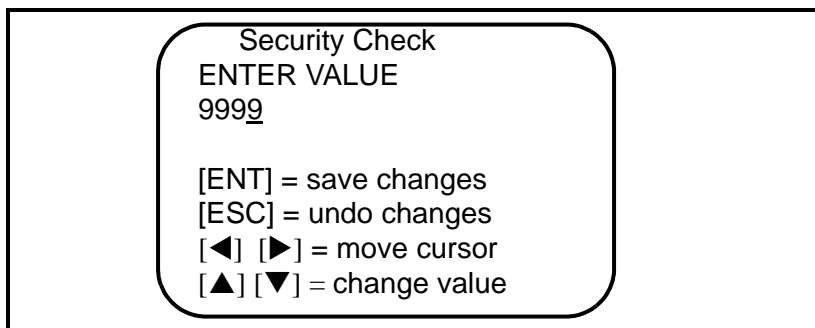 Security Check
ENTER VALUE
9999
[ENT] = save changes
[ESC] = undo changes
[◀] [▶] = move cursor
[▲] [▼] = change value